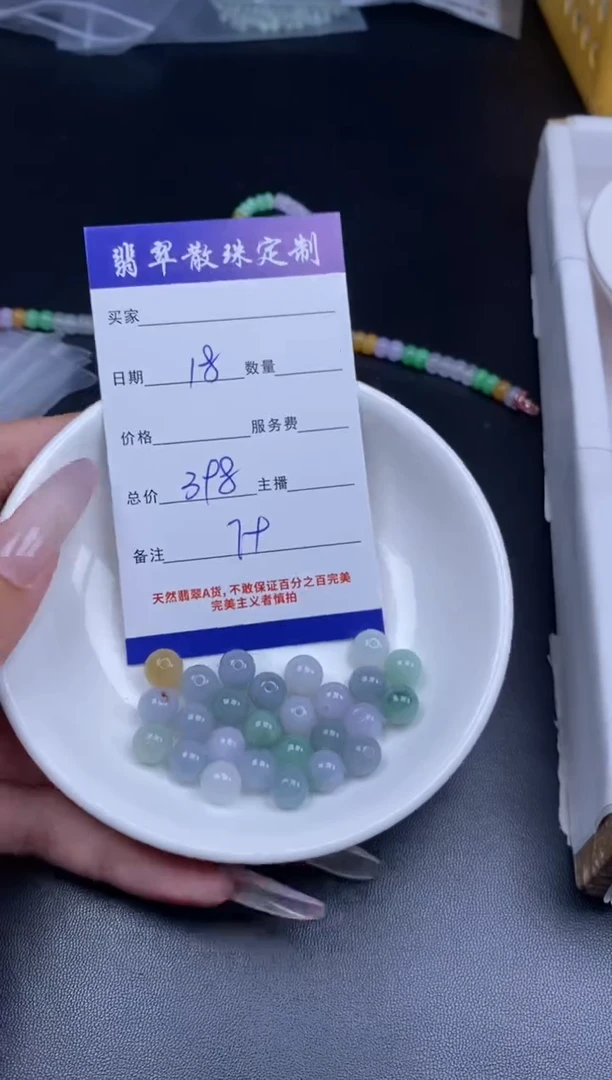 翡翠散珠定制
买家
日期 18 数量
价格 服务费
总价 398 主播
备注
天然翡翠A货，不敢保证百分之百完美
完美主义者慎拍